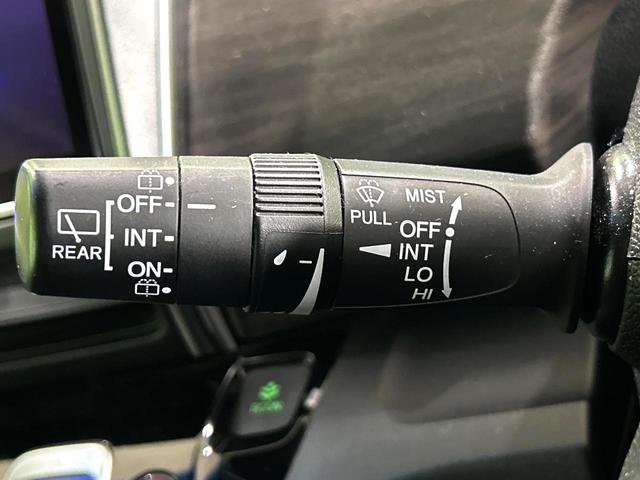 REAR
OFF
INT
ON
PULL
MIST
OFF
INT
LO
HI